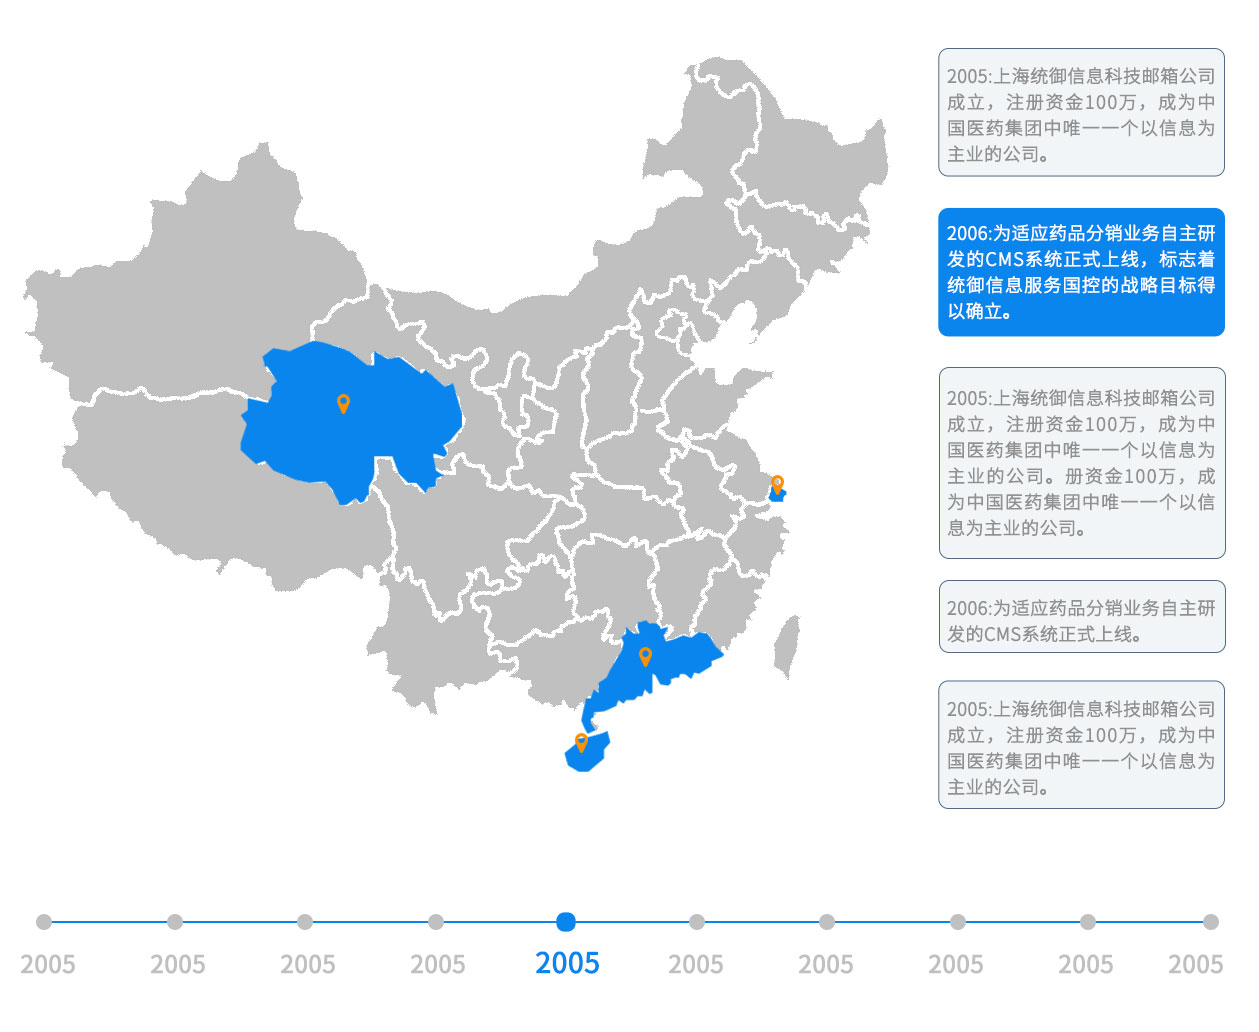 2005:上海统御信息科技邮箱公司
成立，注册资金100万，成为中
国医药集团中唯一一个以信息为
主业的公司。
2006:为适应药品分销业务自主研
发的CMS系统正式上线，标志着
统御信息服务国控的战略目标得
以确立。
2005:上海统御信息科技邮箱公司
成立，注册资金100万，成为中
国医药集团中唯一一个以信息为
主业的公司。册资金100万，成
为中国医药集团中唯一一个以信
息为主业的公司。
2006:为适应药品分销业务自主研
发的CMS系统正式上线。
2005:上海统御信息科技邮箱公司
成立，注册资金100万，成为中
国医药集团中唯一一个以信息为
主业的公司。
2005 2005 2005 2005 2005 2005 2005 2005 2005 2005